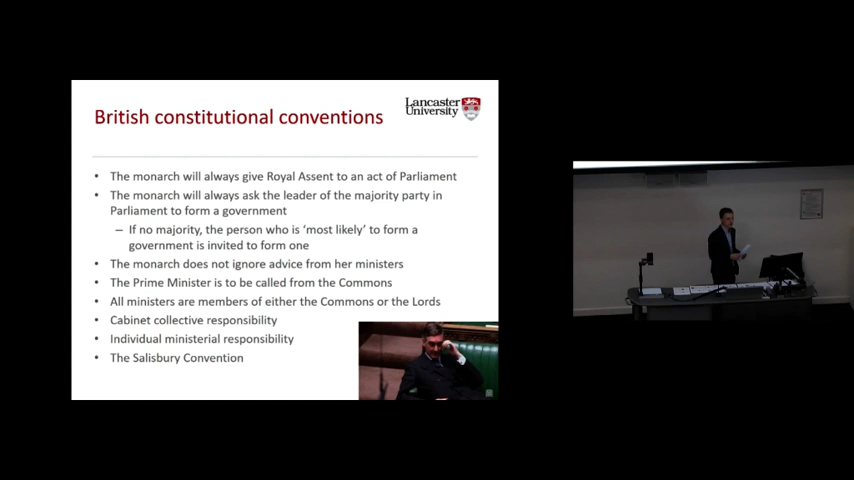 British constitutional conventions
Lancaster
University
• The monarch will always give Royal Assent to an act of Parliament
• The monarch will always ask the leader of the majority party in
Parliament to form a government
– If no majority, the person who is ‘most likely’ to form a
government is invited to form one
• The monarch does not ignore advice from her ministers
• The Prime Minister is to be called from the Commons
• All ministers are members of either the Commons or the Lords
• Cabinet collective responsibility
• Individual ministerial responsibility
• The Salisbury Convention